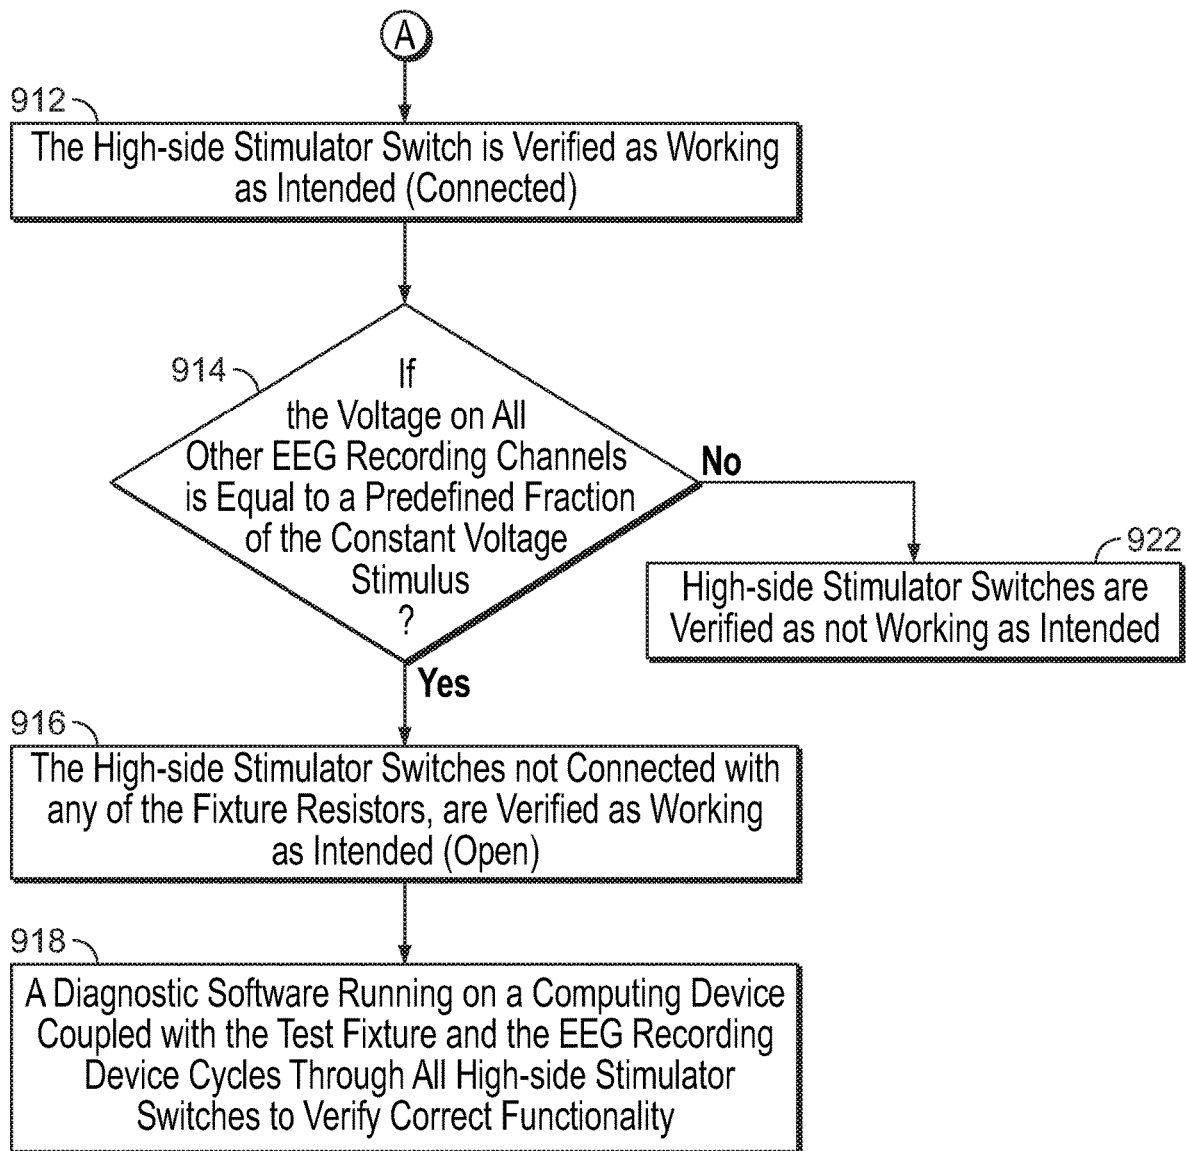 A
912
The High-side Stimulator Switch is Verified as Working
as Intended (Connected)
914
If
the Voltage on All
Other EEG Recording Channels
is Equal to a Predefined Fraction
of the Constant Voltage
Stimulus
?
No
922
High-side Stimulator Switches are
Verified as not Working as Intended
Yes
916
The High-side Stimulator Switches not Connected with
any of the Fixture Resistors, are Verified as Working
as Intended (Open)
918
A Diagnostic Software Running on a Computing Device
Coupled with the Test Fixture and the EEG Recording
Device Cycles Through All High-side Stimulator
Switches to Verify Correct Functionality